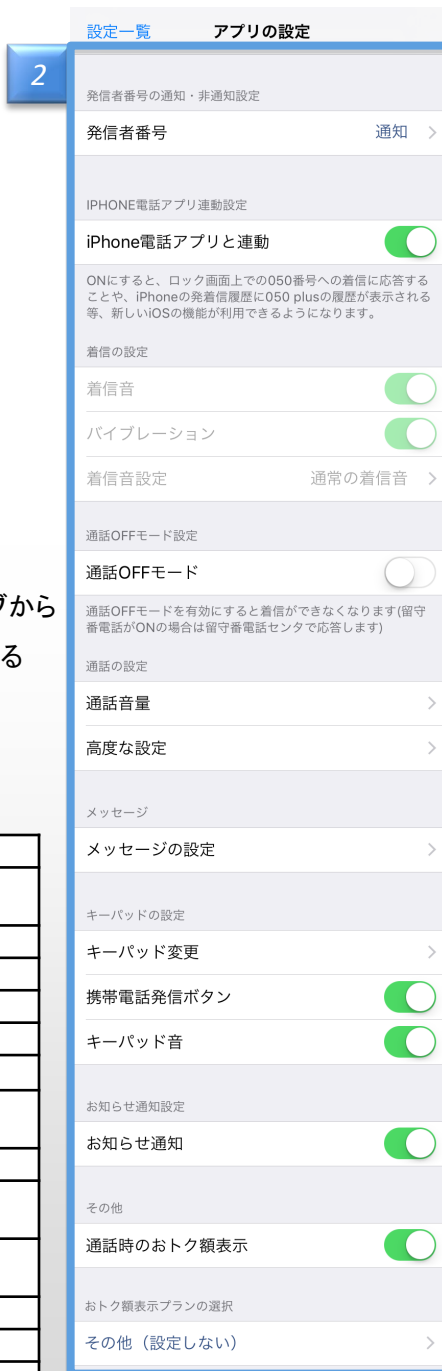 設定一覧 アプリの設定
2
発信者番号の通知・非通知設定
発信者番号 通知
IPHONE電話アプリ連動設定
iPhone電話アプリと連動
ONにすると、ロック画面上での050番号への着信に応答する
ことや、iPhoneの発着信履歴に050 plusの履歴が表示される
等、新しいiOSの機能が利用できるようになります。
着信の設定
着信音
バイブレーション
着信音設定 通常の着信音
通話OFFモード設定
通話OFFモード
通話OFFモードを有効にすると着信ができなくなります(留守
番電話がONの場合は留守番電話センタで応答します)
通話の設定
通話音量
高度な設定
メッセージ
メッセージの設定
キーパッドの設定
キーパッド変更
携帯電話発信ボタン
キーパッド音
お知らせ通知設定
お知らせ通知
その他
通話時のおトク額表示
おトク額表示プランの選択
その他（設定しない）
ブから
る